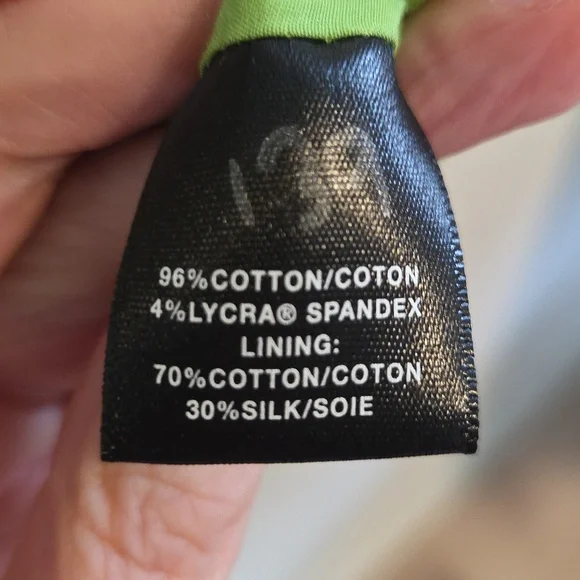 96%COTTON/COTON
4%LYCRA® SPANDEX
LINING:
70%COTTON/COTON
30%SILK/SOIE